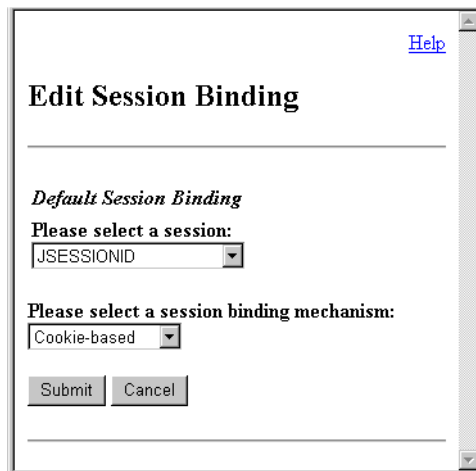 Help
Edit Session Binding
Default Session Binding
Please select a session:
JSESSIONID
Please select a session binding mechanism:
Cookie-based
Submit Cancel